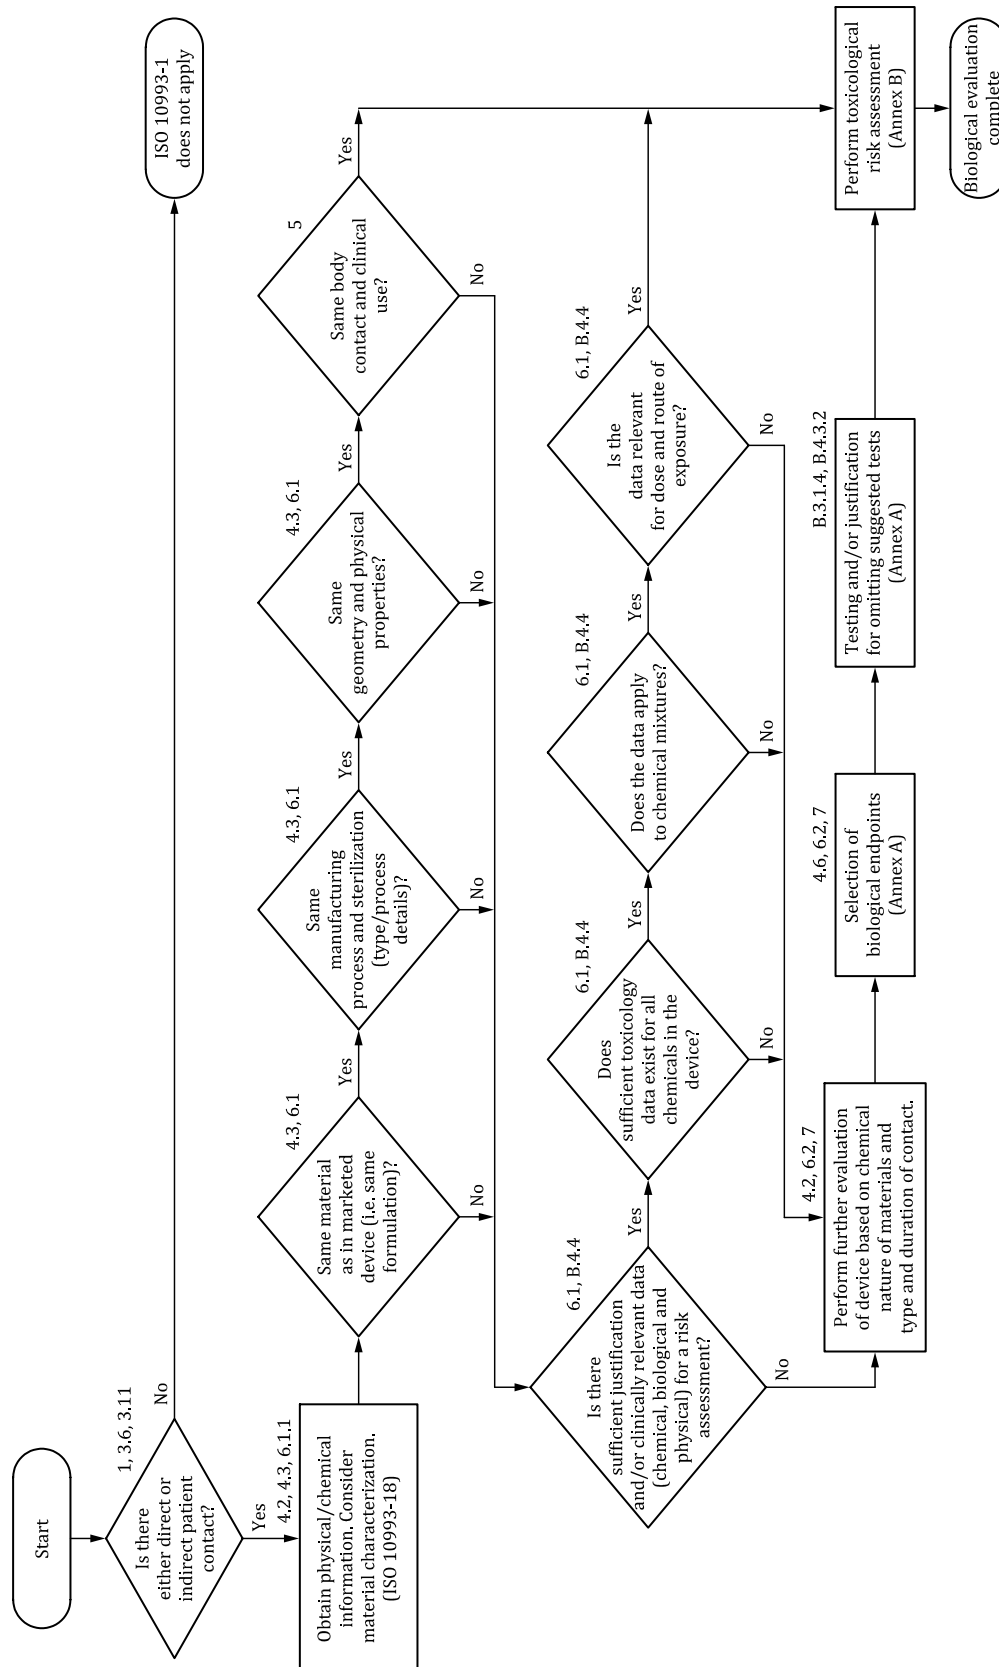 Start
1, 3.6, 3.11
Is there
either direct or
indirect patient
contact?
No
ISO 10993-1
does not apply
Yes
4.2, 4.3, 6.1.1
Obtain physical/chemical
information. Consider
material characterization.
(ISO 10993-18)
4.3, 6.1
Same material
as in marketed
device (i.e. same
formulation)?
Yes
No
4.3, 6.1
Same
manufacturing
process and sterilization
(type/process
details)?
Yes
No
4.3, 6.1
Same
geometry and physical
properties?
Yes
No
5
Same body
contact and clinical
use?
Yes
No
6.1, B.4.4
Is there
sufficient justification
and/or clinically relevant data
(chemical, biological and
physical) for a risk
assessment?
Yes
No
6.1, B.4.4
Does
sufficient toxicology
data exist for all
chemicals in the
device?
Yes
No
6.1, B.4.4
Does the data apply
to chemical mixtures?
Yes
No
6.1, B.4.4
Is the
data relevant
for dose and route of
exposure?
Yes
No
4.2, 6.2, 7
Perform further evaluation
of device based on chemical
nature of materials and
type and duration of contact.
4.6, 6.2, 7
Selection of
biological endpoints
(Annex A)
B.3.1.4, B.4.3.2
Testing and/or justification
for omitting suggested tests
(Annex A)
Perform toxicological
risk assessment
(Annex B)
Biological evaluation
complete